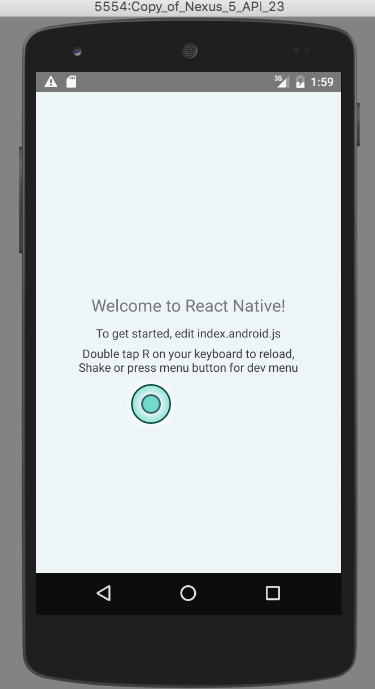 5554:Copy_of_Nexus_5_API_23
3G 1:59
Welcome to React Native!
To get started, edit index.android.js
Double tap R on your keyboard to reload,
Shake or press menu button for dev menu